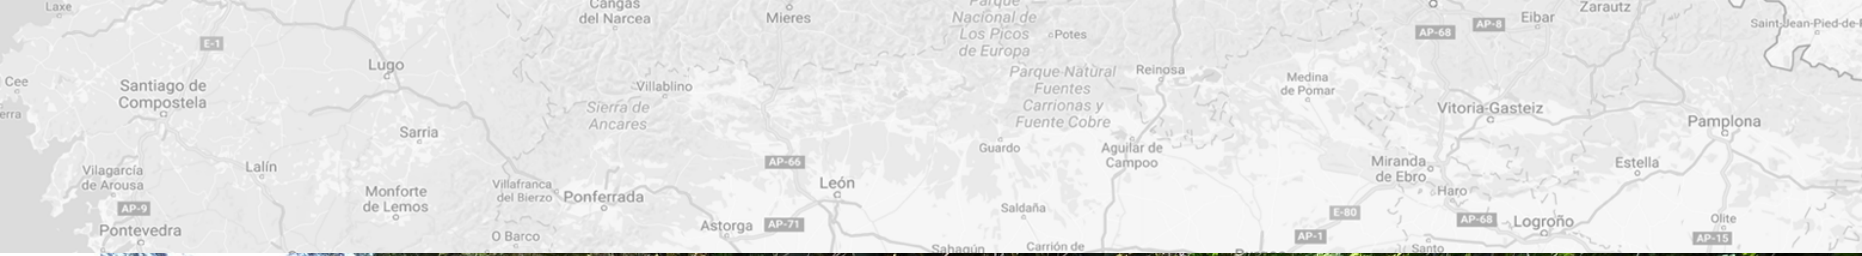 Laxe
Cangas
del Narcea
Mieres
Parque
Nacional de
Los Picos
de Europa
Potes
AP-8
Eibar
Zarautz
AP-68
Saint-Jean-Pied-de-P
E-1
Lugo
Cee
Santiago de
Compostela
Villablino
Parque Natural
Fuentes
Carrionas y
Fuente Cobre
Reinosa
Medina
de Pomar
Vitoria-Gasteiz
Sierra de
Ancares
Sarria
Pamplona
Guardo
Aguilar de
Campoo
Vilagarcía
de Arousa
Lalín
AP-66
Miranda
de Ebro
Estella
Monforte
de Lemos
Villafranca
del Bierzo
Ponferrada
León
Haro
AP-9
Saldaña
E-80
AP-68
Logroño
Olite
Pontevedra
Astorga
AP-71
O Barco
AP-1
AP-15
Sahagún
Carrión de
Santo